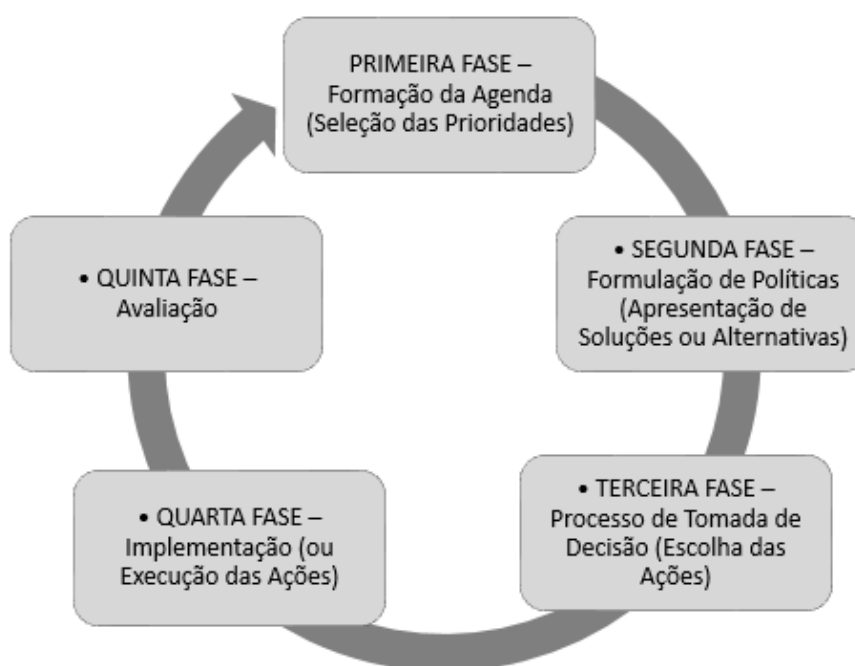 PRIMEIRA FASE –
Formação da Agenda
(Seleção das Prioridades)
• SEGUNDA FASE –
Formulação de Políticas
(Apresentação de
Soluções ou Alternativas)
• TERCEIRA FASE –
Processo de Tomada de
Decisão (Escolha das
Ações)
• QUARTA FASE –
Implementação (ou
Execução das Ações)
• QUINTA FASE –
Avaliação